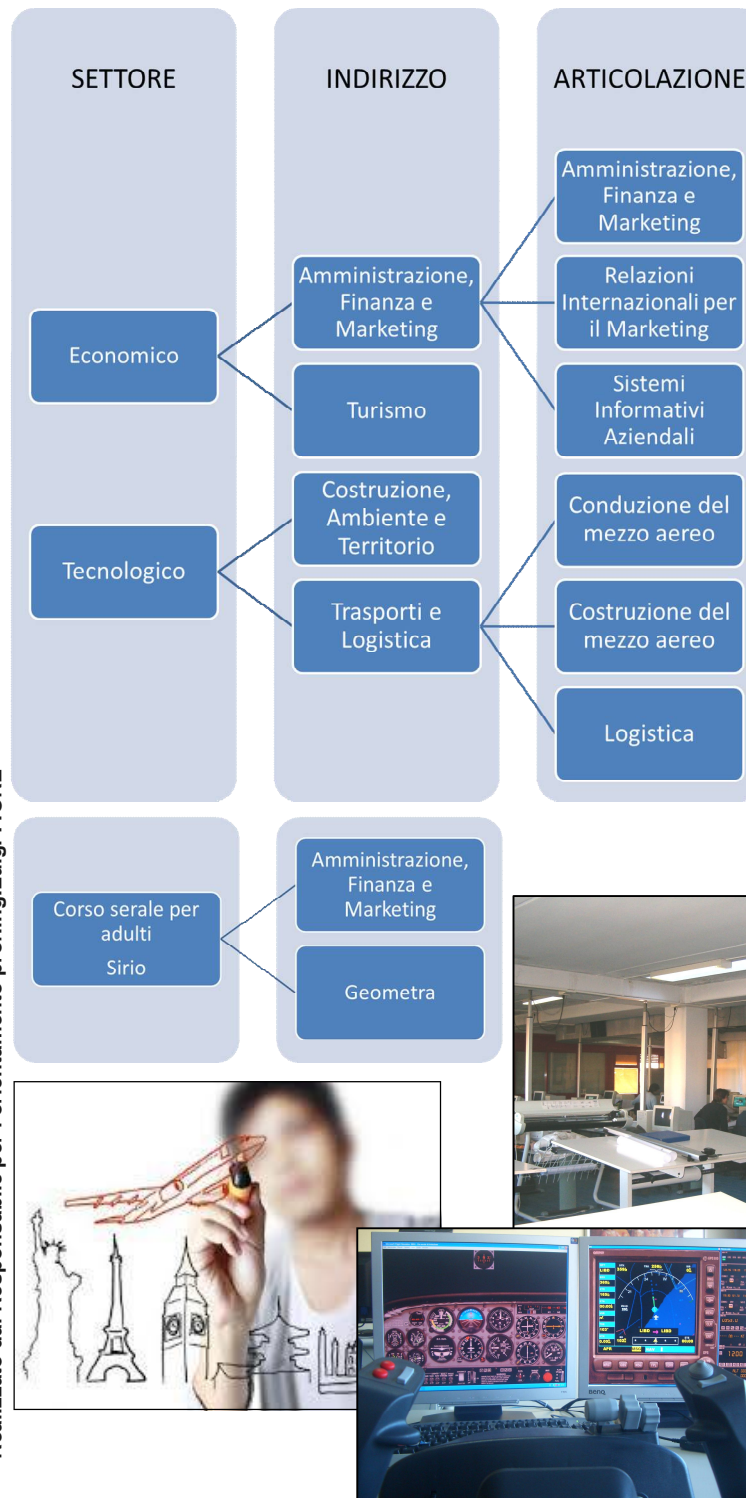 SETTORE
INDIRIZZO
ARTICOLAZIONE
Economico
Amministrazione,
Finanza e
Marketing
Amministrazione,
Finanza e
Marketing
Relazioni
Internazionali per
il Marketing
Sistemi
Informativi
Aziendali
Turismo
Tecnologico
Costruzione,
Ambiente e
Territorio
Trasporti e
Logistica
Conduzione del
mezzo aereo
Costruzione del
mezzo aereo
Logistica
Corso serale per
adulti
Sirio
Amministrazione,
Finanza e
Marketing
Geometra
BENQ